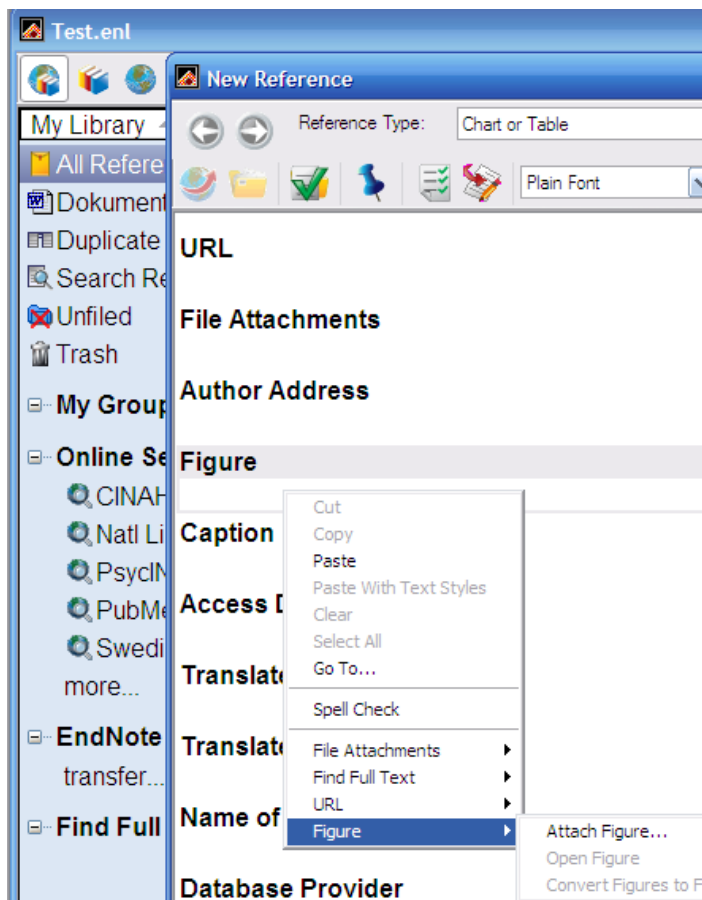 Test.enl
New Reference
My Library
Reference Type:
Chart or Table
Plain Font
All Refere
Dokument
Duplicate
Search Re
Unfiled
Trash
My Group
Online Se
CINAH
Natl Li
PsycIN
PubMe
Swedi
more...
EndNote
transfer...
Find Full
URL
File Attachments
Author Address
Figure
Caption
Access D
Translate
Translate
Name of
Database Provider
Cut
Copy
Paste
Paste With Text Styles
Clear
Select All
Go To...
Spell Check
File Attachments
Find Full Text
URL
Figure
Attach Figure...
Open Figure
Convert Figures to F